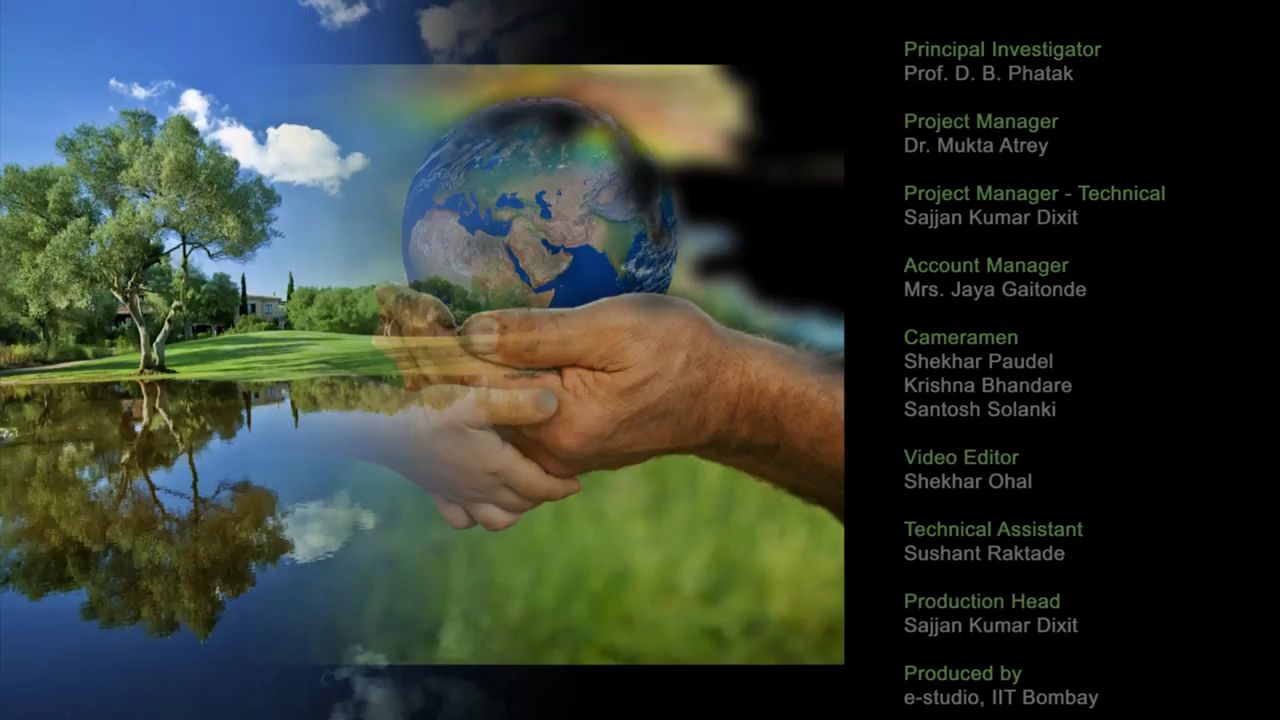 Principal Investigator
Prof. D. B. Phatak
Project Manager
Dr. Mukta Atrey
Project Manager - Technical
Sajjan Kumar Dixit
Account Manager
Mrs. Jaya Gaitonde
Cameramen
Shekhar Paudel
Krishna Bhandare
Santosh Solanki
Video Editor
Shekhar Ohal
Technical Assistant
Sushant Raktade
Production Head
Sajjan Kumar Dixit
Produced by
e-studio, IIT Bombay